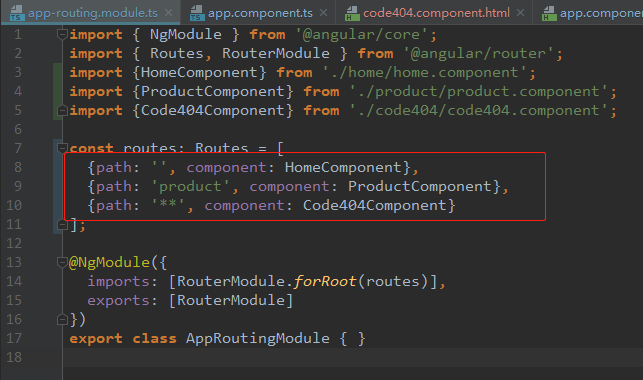 app-routing.module.ts × app.component.ts × code404.component.html × app.compone
1 import { NgModule } from '@angular/core';
2 import { Routes, RouterModule } from '@angular/router';
3 import {HomeComponent} from './home/home.component';
4 import {ProductComponent} from './product/product.component';
5 import {Code404Component} from './code404/code404.component';
6
7 const routes: Routes = [
8 {path: '', component: HomeComponent},
9 {path: 'product', component: ProductComponent},
10 {path: '**', component: Code404Component}
11 ];
12
13 @NgModule({
14 imports: [RouterModule.forRoot(routes)],
15 exports: [RouterModule]
16 })
17 export class AppRoutingModule { }
18